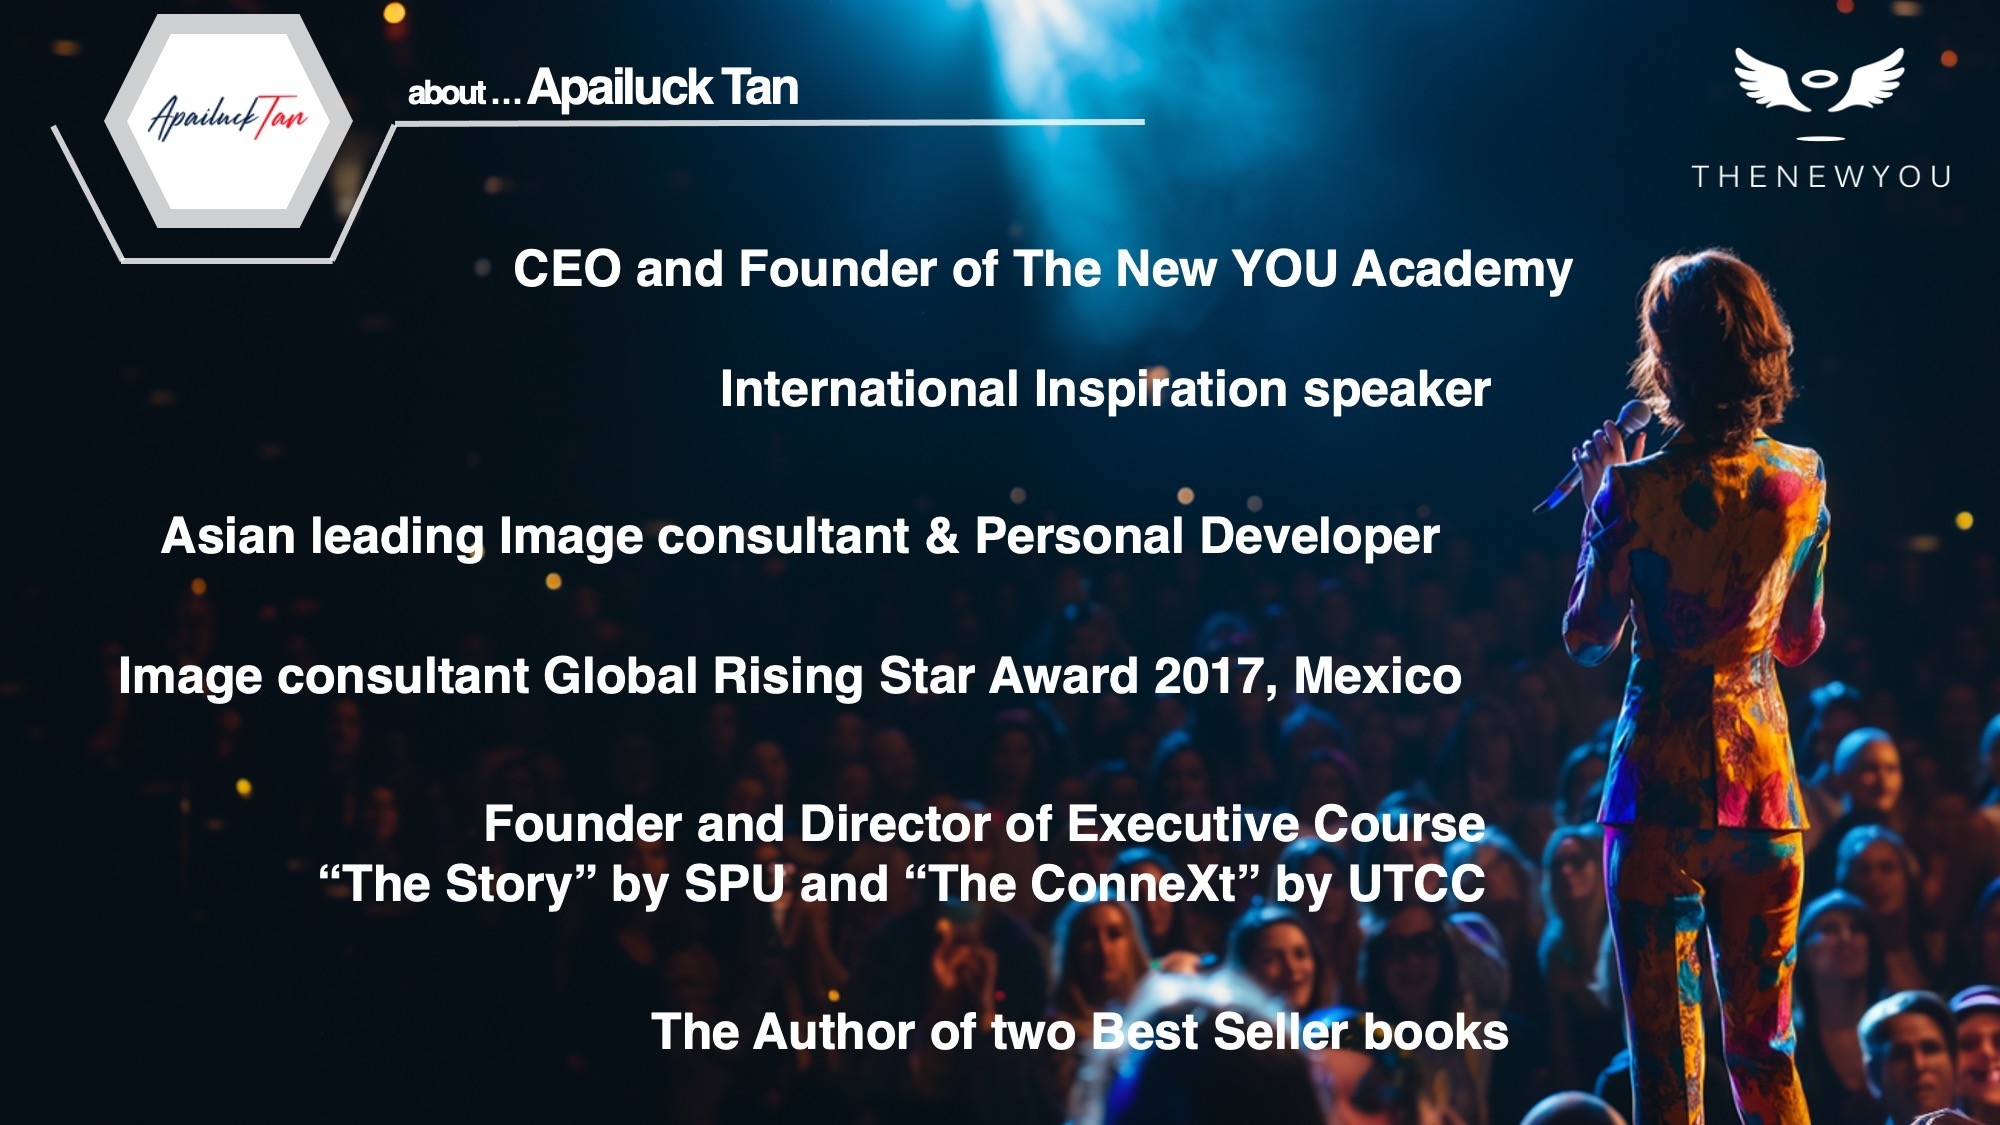 ApailuckTan
about ... Apailuck Tan
THENEWYOU
CEO and Founder of The New YOU Academy
International Inspiration speaker
Asian leading Image consultant & Personal Developer
Image consultant Global Rising Star Award 2017, Mexico
Founder and Director of Executive Course
“The Story” by SPU and “The ConneXt” by UTCC
The Author of two Best Seller books